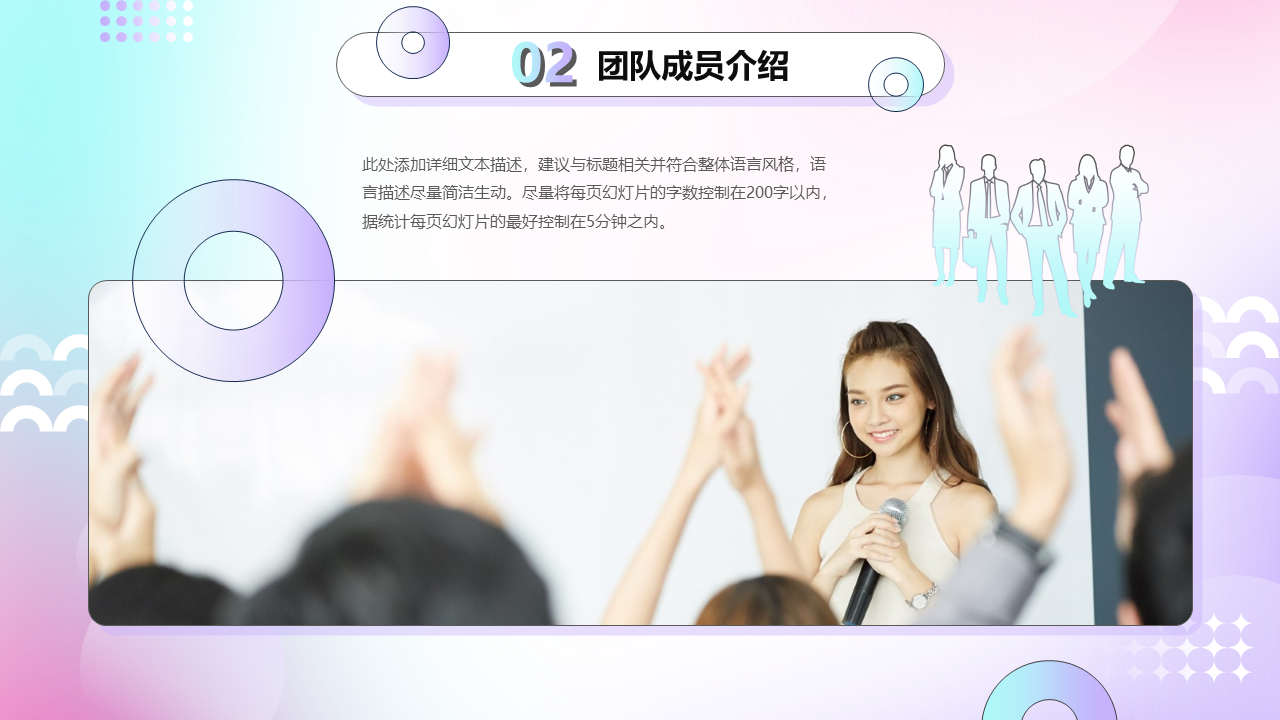 02 团队成员介绍
此处添加详细文本描述，建议与标题相关并符合整体语言风格，语
言描述尽量简洁生动。尽量将每页幻灯片的字数控制在200字以内，
据统计每页幻灯片的最好控制在5分钟之内。